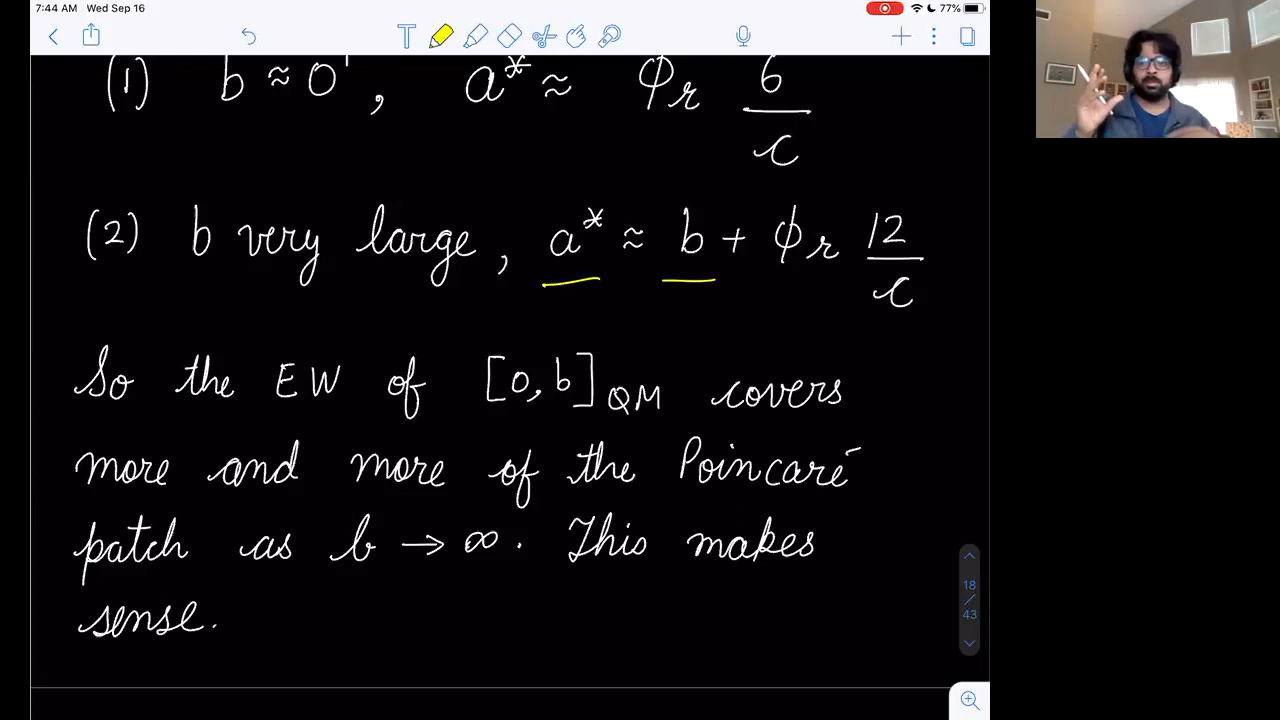 7:44 AM Wed Sep 16
77%
(1) b ≈ 0⁺, a* ≈ ϕr 6/c
(2) b very large, a* ≈ b + ϕr 12/c
So the EW of [0, b]QM covers
more and more of the Poincaré
patch as b → ∞. This makes
sense.
18
/
43